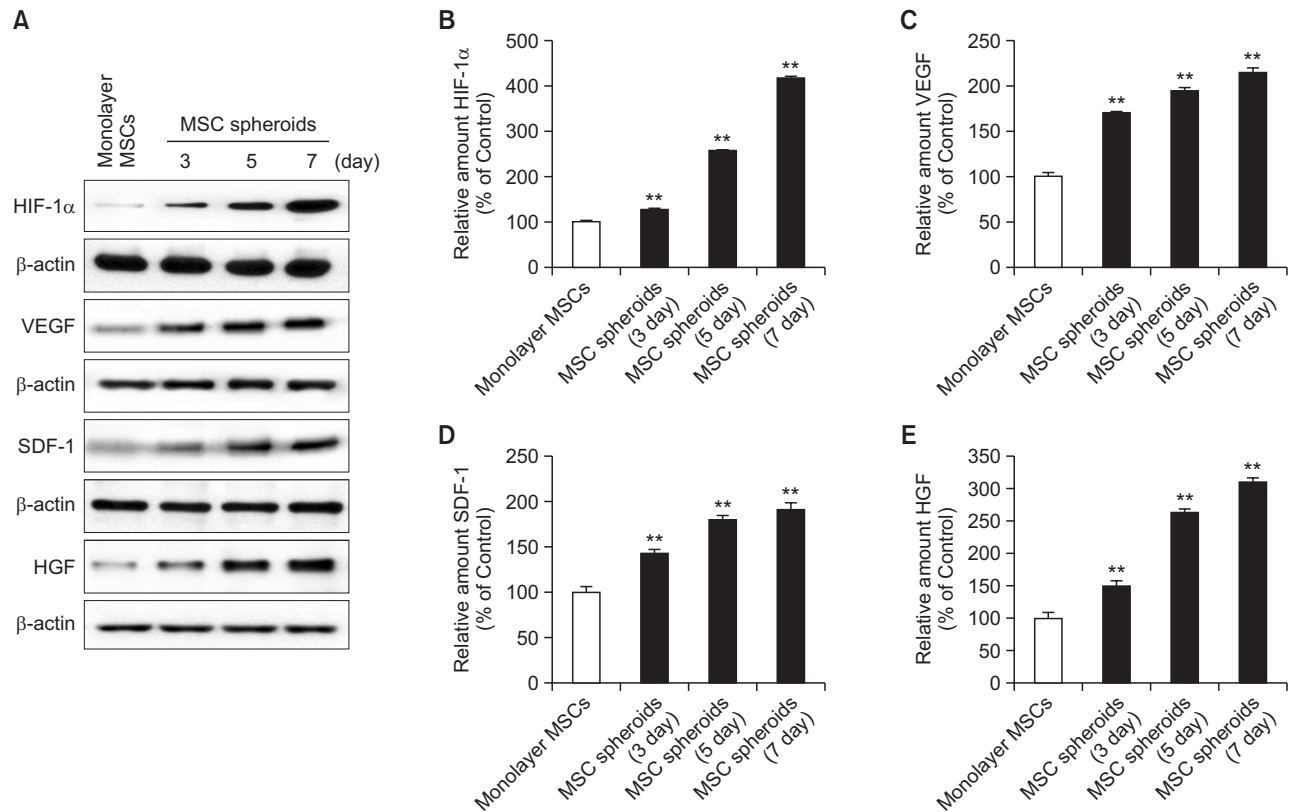 A
Monolayer
MSCs
MSC spheroids
3 5 7 (day)
HIF-1α
β-actin
VEGF
β-actin
SDF-1
β-actin
HGF
β-actin
B
Relative amount HIF-1α
(% of Control)
500
400
300
200
100
0
**
**
**
Monolayer MSCs
MSC spheroids
(3 day)
MSC spheroids
(5 day)
MSC spheroids
(7 day)
C
Relative amount VEGF
(% of Control)
250
200
150
100
50
0
**
**
**
Monolayer MSCs
MSC spheroids
(3 day)
MSC spheroids
(5 day)
MSC spheroids
(7 day)
D
Relative amount SDF-1
(% of Control)
250
200
150
100
50
0
**
**
**
Monolayer MSCs
MSC spheroids
(3 day)
MSC spheroids
(5 day)
MSC spheroids
(7 day)
E
Relative amount HGF
(% of Control)
350
300
250
200
150
100
50
0
**
**
**
Monolayer MSCs
MSC spheroids
(3 day)
MSC spheroids
(5 day)
MSC spheroids
(7 day)